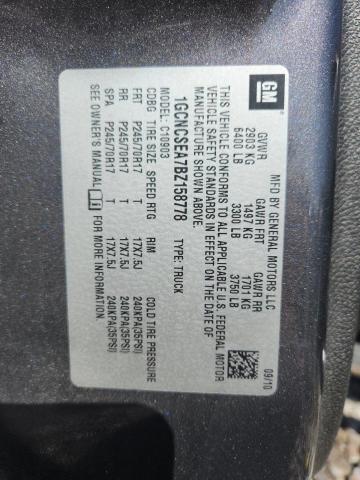 GM
MFD BY GENERAL MOTORS LLC
09/10
GVWR GAWR FRT GAWR RR
2903 KG 1497 KG 1701 KG
6400 LB 3300 LB 3750 LB
THIS VEHICLE CONFORMS TO ALL APPLICABLE U.S. FEDERAL MOTOR
VEHICLE SAFETY STANDARDS IN EFFECT ON THE DATE OF
MANUFACTURE SHOWN ABOVE.
1GCNCSEA7BZ158778 TYPE: TRUCK
CDBG C10903
TIRE SIZE SPEED RTG RIM COLD TIRE PRESSURE
FRT P245/70R17 T 17X7.5J 240KPA(35PSI)
RR P245/70R17 T 17X7.5J 240KPA(35PSI)
SPA P245/70R17 T 17X7.5J 240KPA(35PSI)
SEE OWNER'S MANUAL